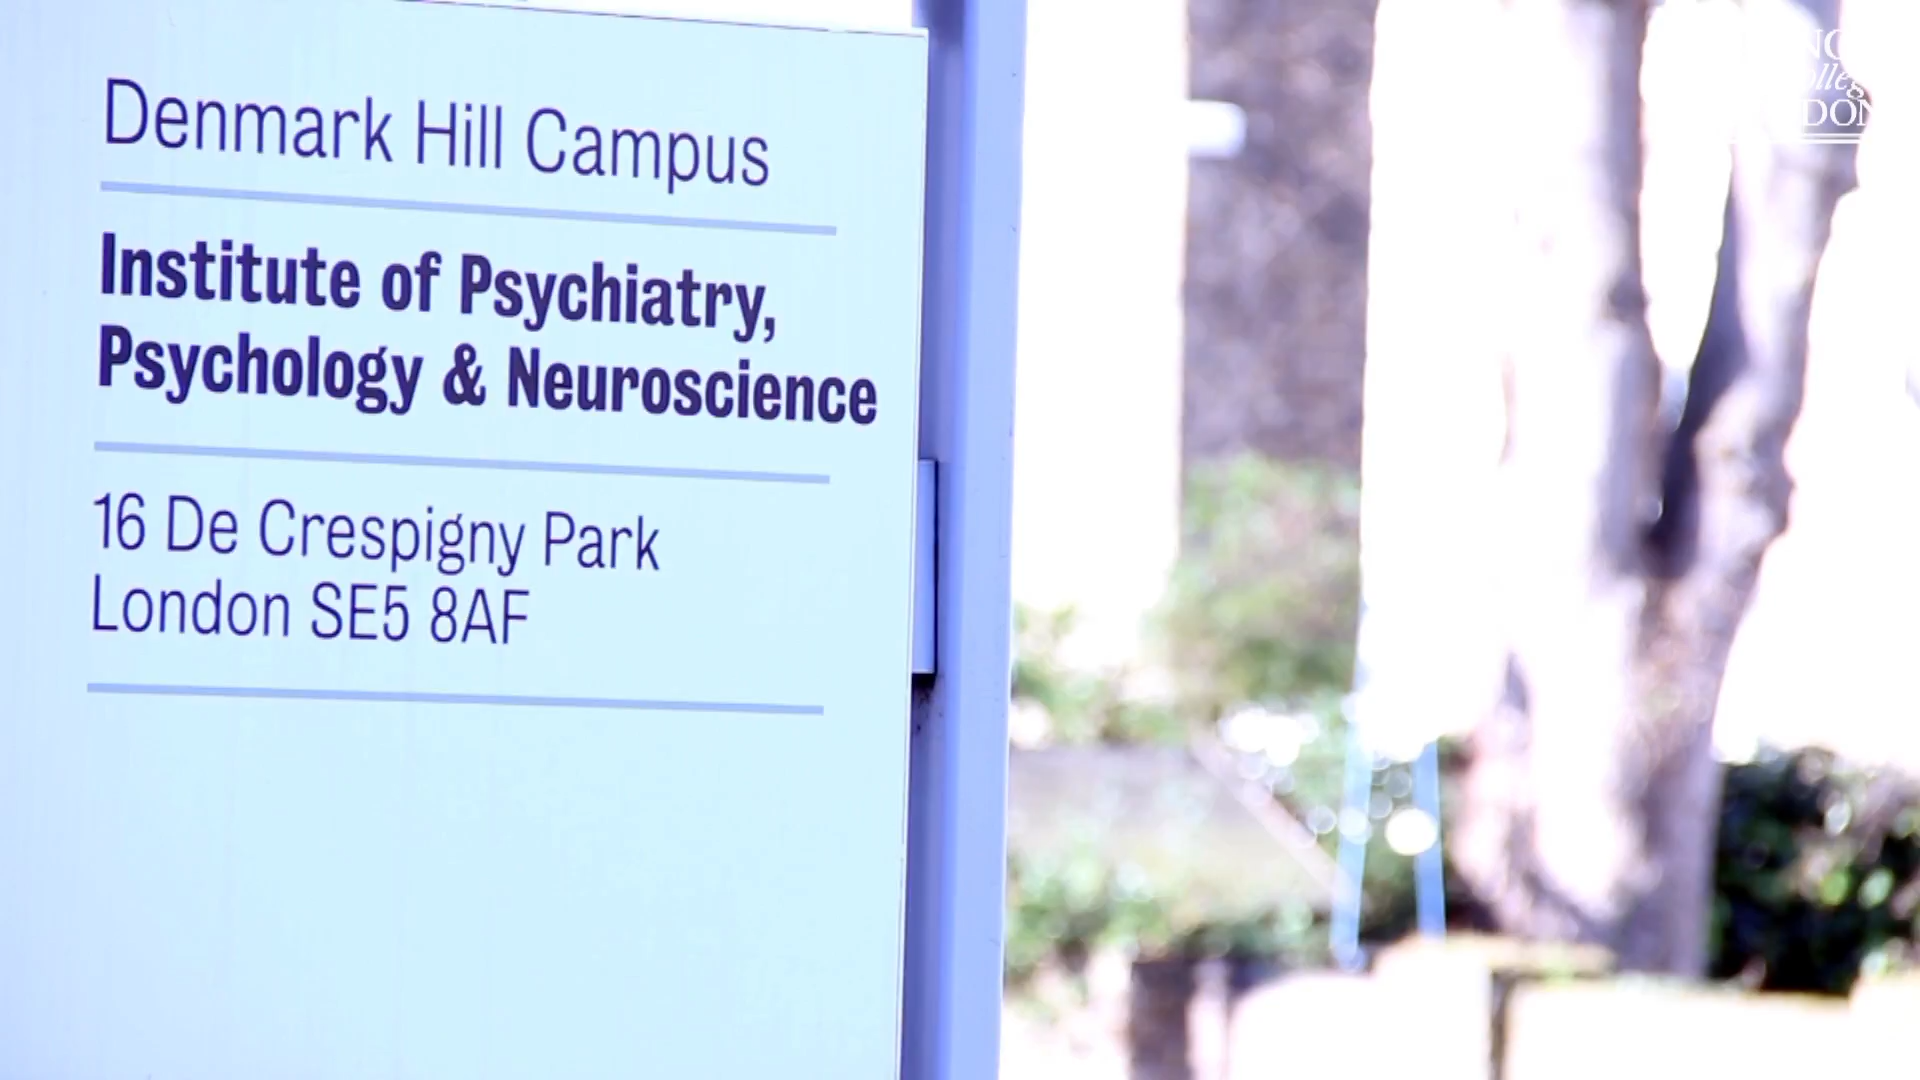 Denmark Hill Campus
Institute of Psychiatry,
Psychology & Neuroscience
16 De Crespigny Park
London SE5 8AF